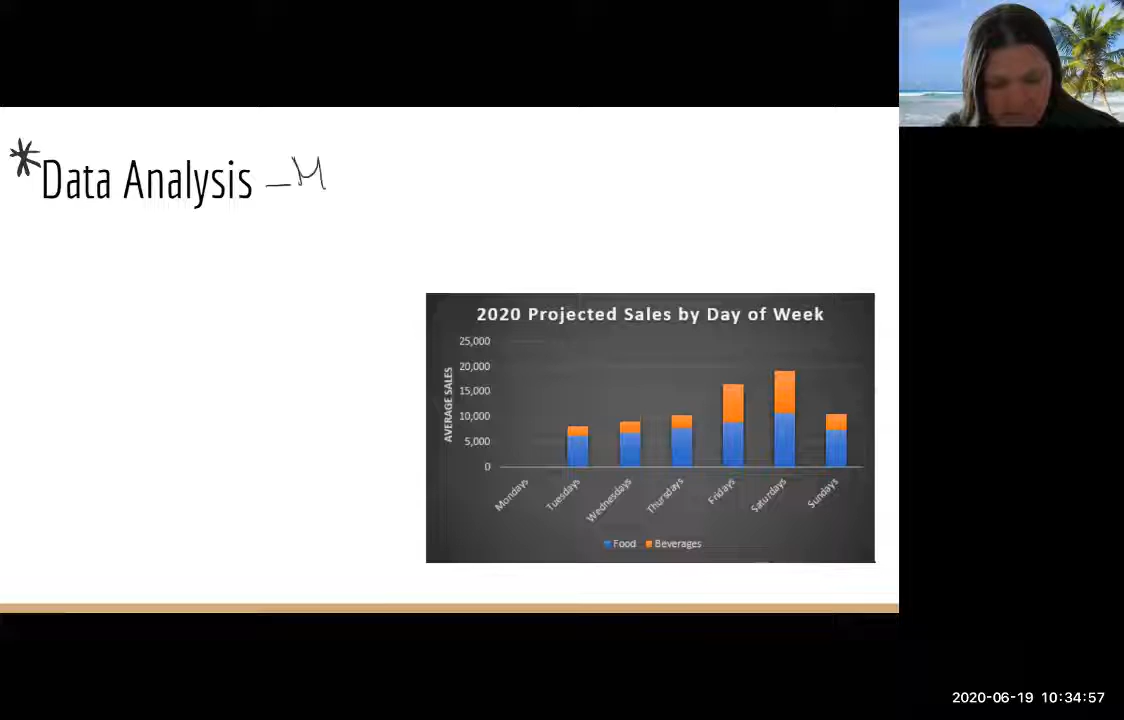 *Data Analysis – M
2020 Projected Sales by Day of Week
25,000
20,000
15,000
10,000
5,000
0
AVERAGE SALES
Mondays
Tuesdays
Wednesdays
Thursdays
Fridays
Saturdays
Sundays
Food Beverages
2020-06-19 10:34:57